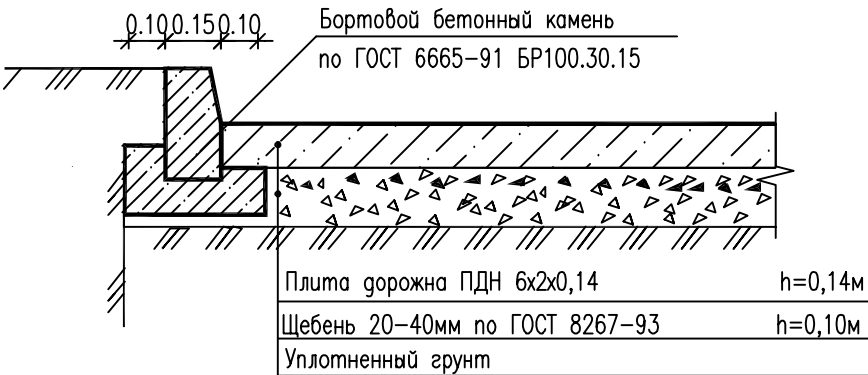 0.10 0.15 0.10
Бортовой бетонный камень
по ГОСТ 6665-91 БР100.30.15
Плита дорожна ПДН 6х2х0,14 h=0,14м
Щебень 20-40мм по ГОСТ 8267-93 h=0,10м
Уплотненный грунт